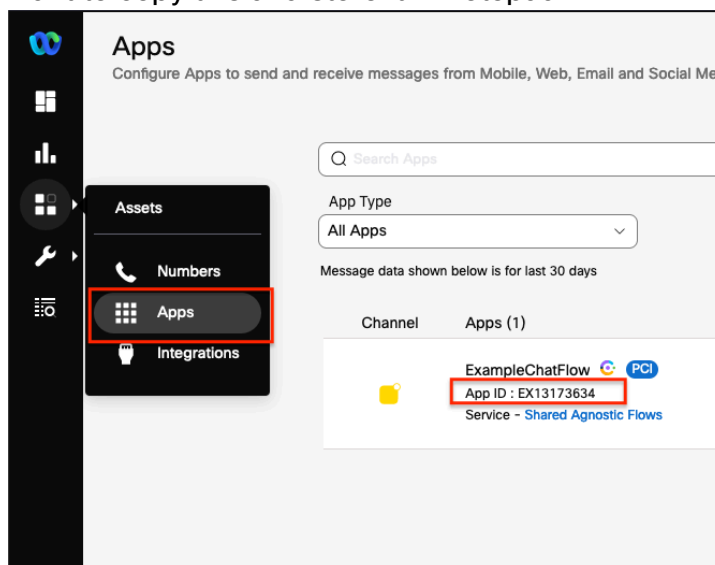 Apps
Configure Apps to send and receive messages from Mobile, Web, Email and Social Me
Search Apps
Assets
App Type
All Apps
Numbers
Message data shown below is for last 30 days
Apps
Channel
Apps (1)
Integrations
ExampleChatFlow PCI
App ID : EX13173634
Service - Shared Agnostic Flows